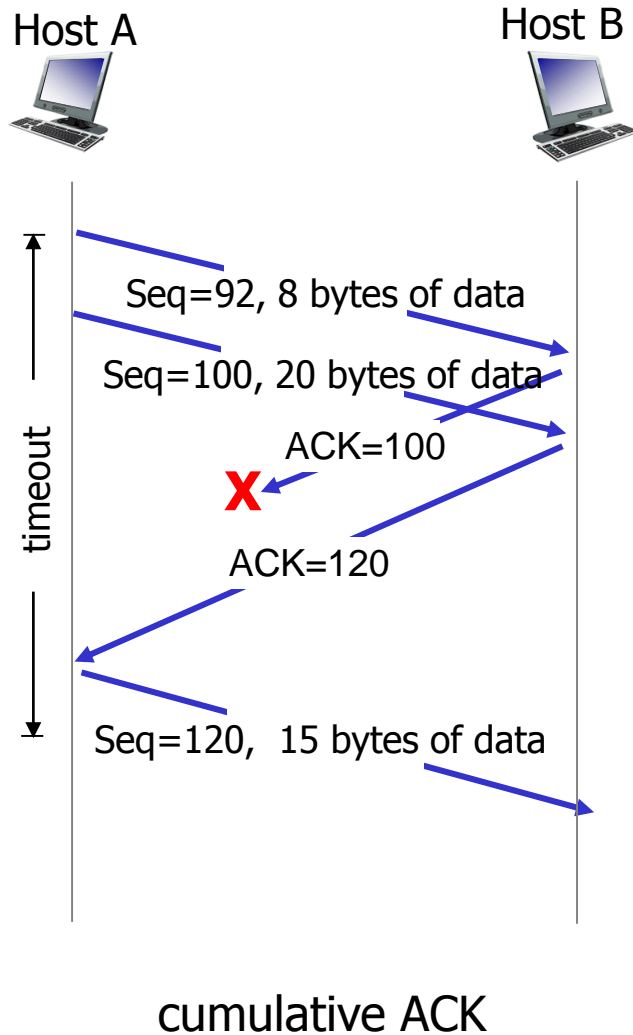 Host A
Host B
Seq=92, 8 bytes of data
Seq=100, 20 bytes of data
ACK=100
X
timeout
ACK=120
Seq=120, 15 bytes of data
cumulative ACK